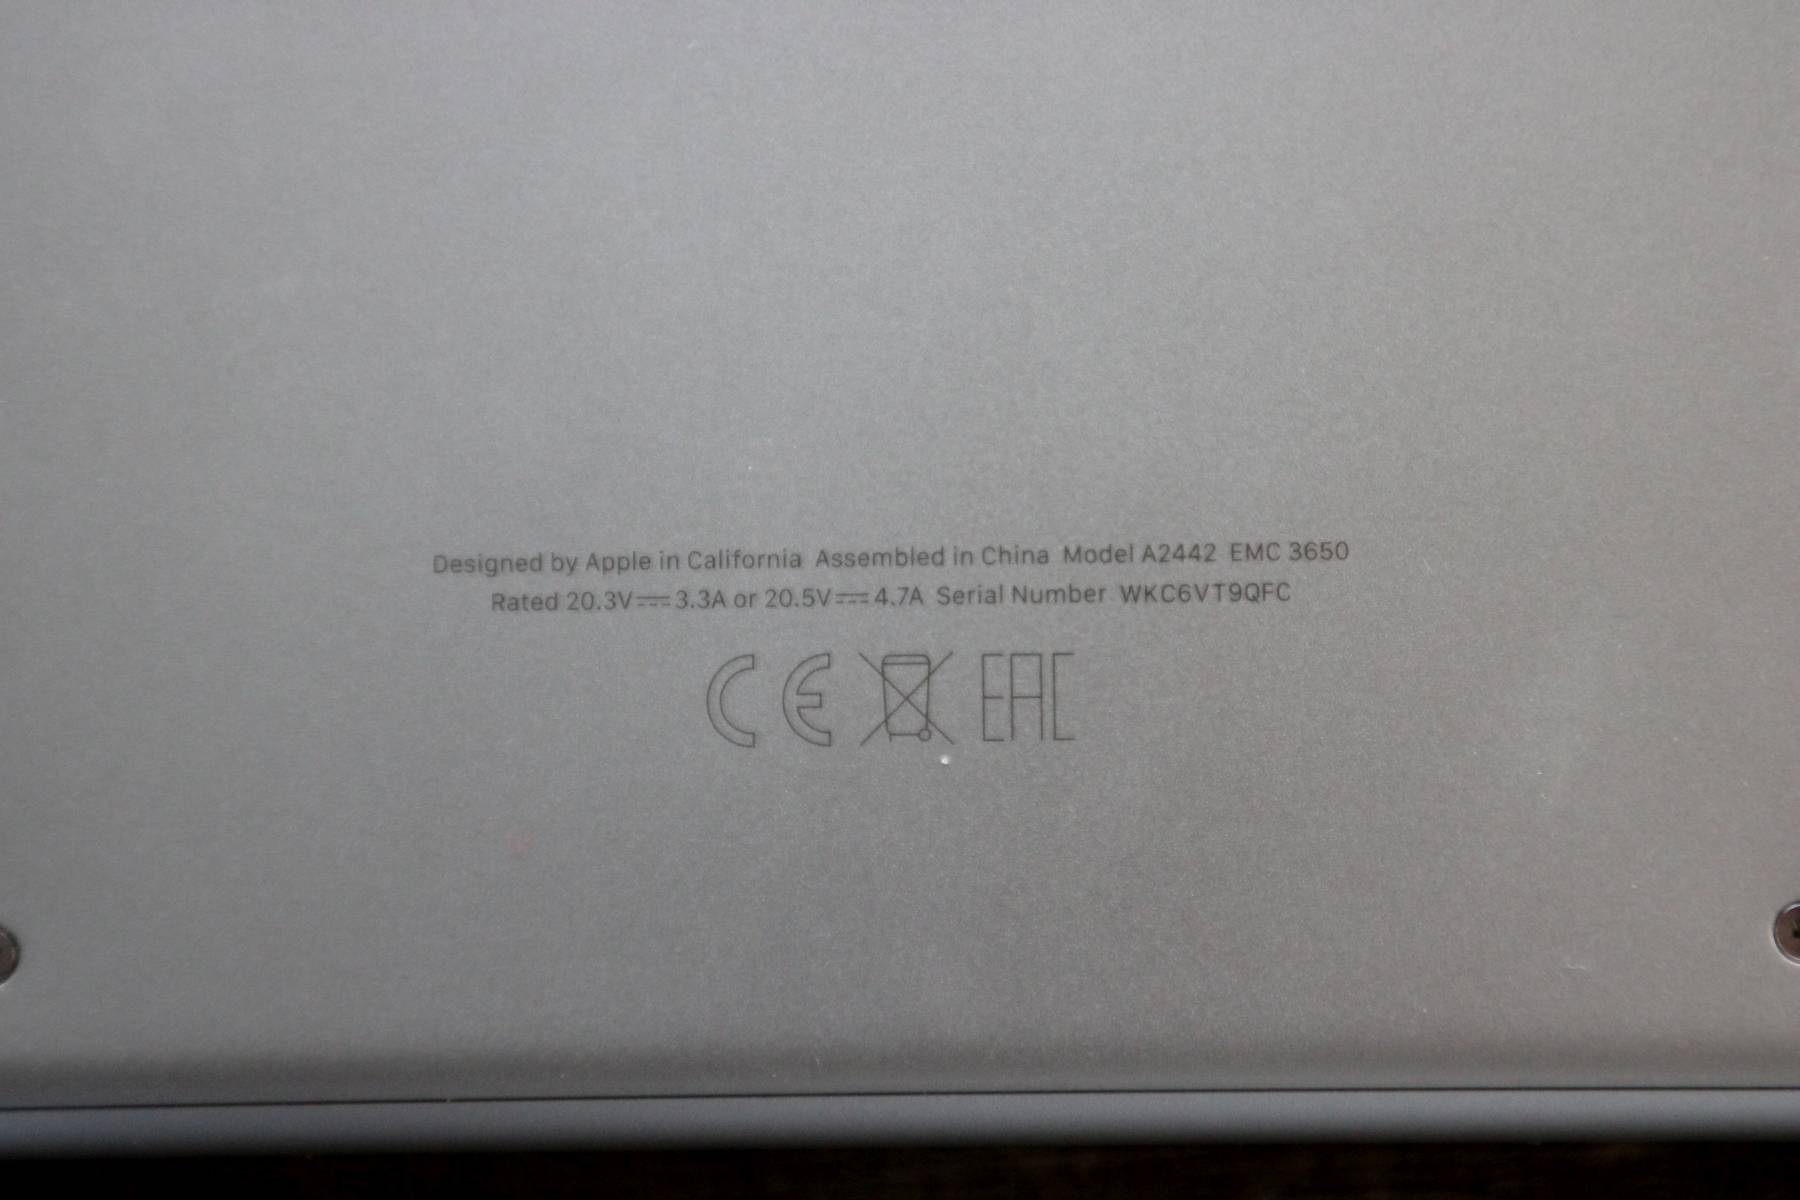 Designed by Apple in California Assembled in China Model A2442 EMC 3650
Rated 20.3V⎓3.3A or 20.5V⎓4.7A Serial Number WKC6VT9QFC
CE EAC